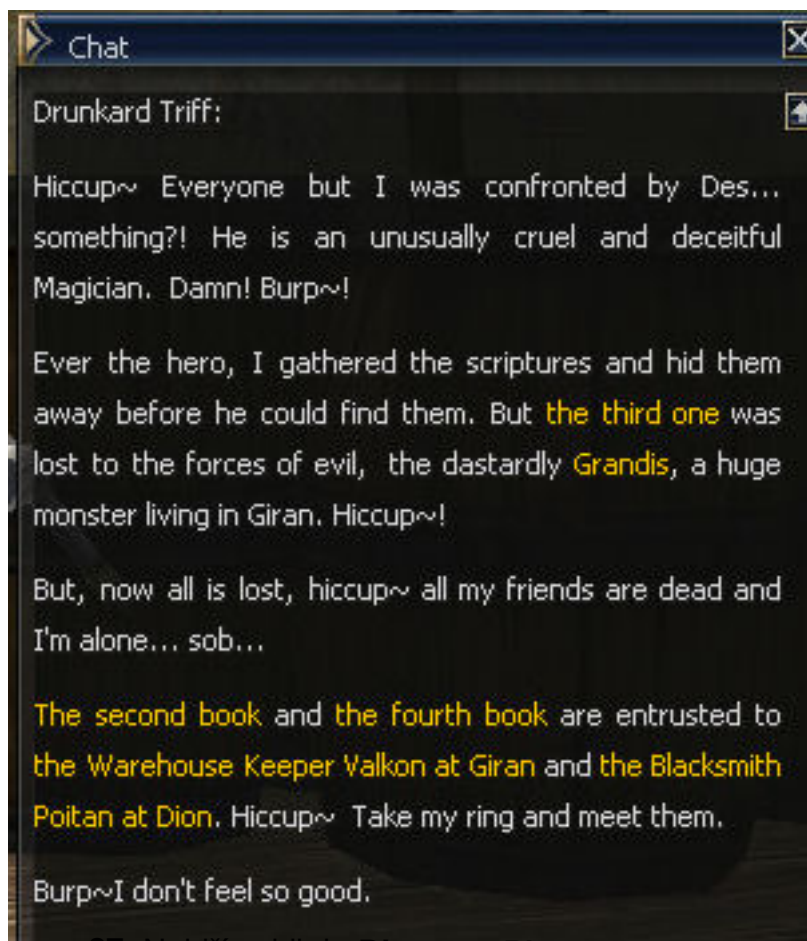 Chat
Drunkard Triff:
Hiccup~ Everyone but I was confronted by Des...
something?! He is an unusually cruel and deceitful
Magician. Damn! Burp~!
Ever the hero, I gathered the scriptures and hid them
away before he could find them. But the third one was
lost to the forces of evil, the dastardly Grandis, a huge
monster living in Giran. Hiccup~!
But, now all is lost, hiccup~ all my friends are dead and
I'm alone... sob...
The second book and the fourth book are entrusted to
the Warehouse Keeper Valkon at Giran and the Blacksmith
Poitan at Dion. Hiccup~ Take my ring and meet them.
Burp~I don't feel so good.